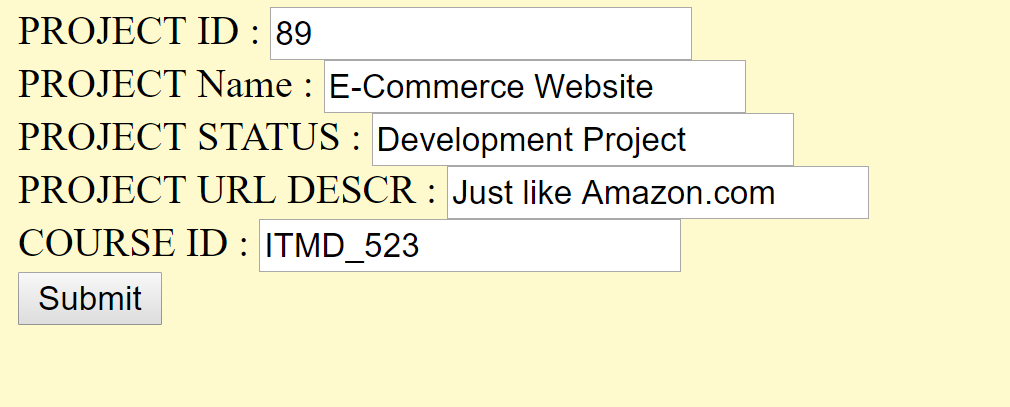 PROJECT ID : 89
PROJECT Name : E-Commerce Website
PROJECT STATUS : Development Project
PROJECT URL DESCR : Just like Amazon.com
COURSE ID : ITMD_523
Submit